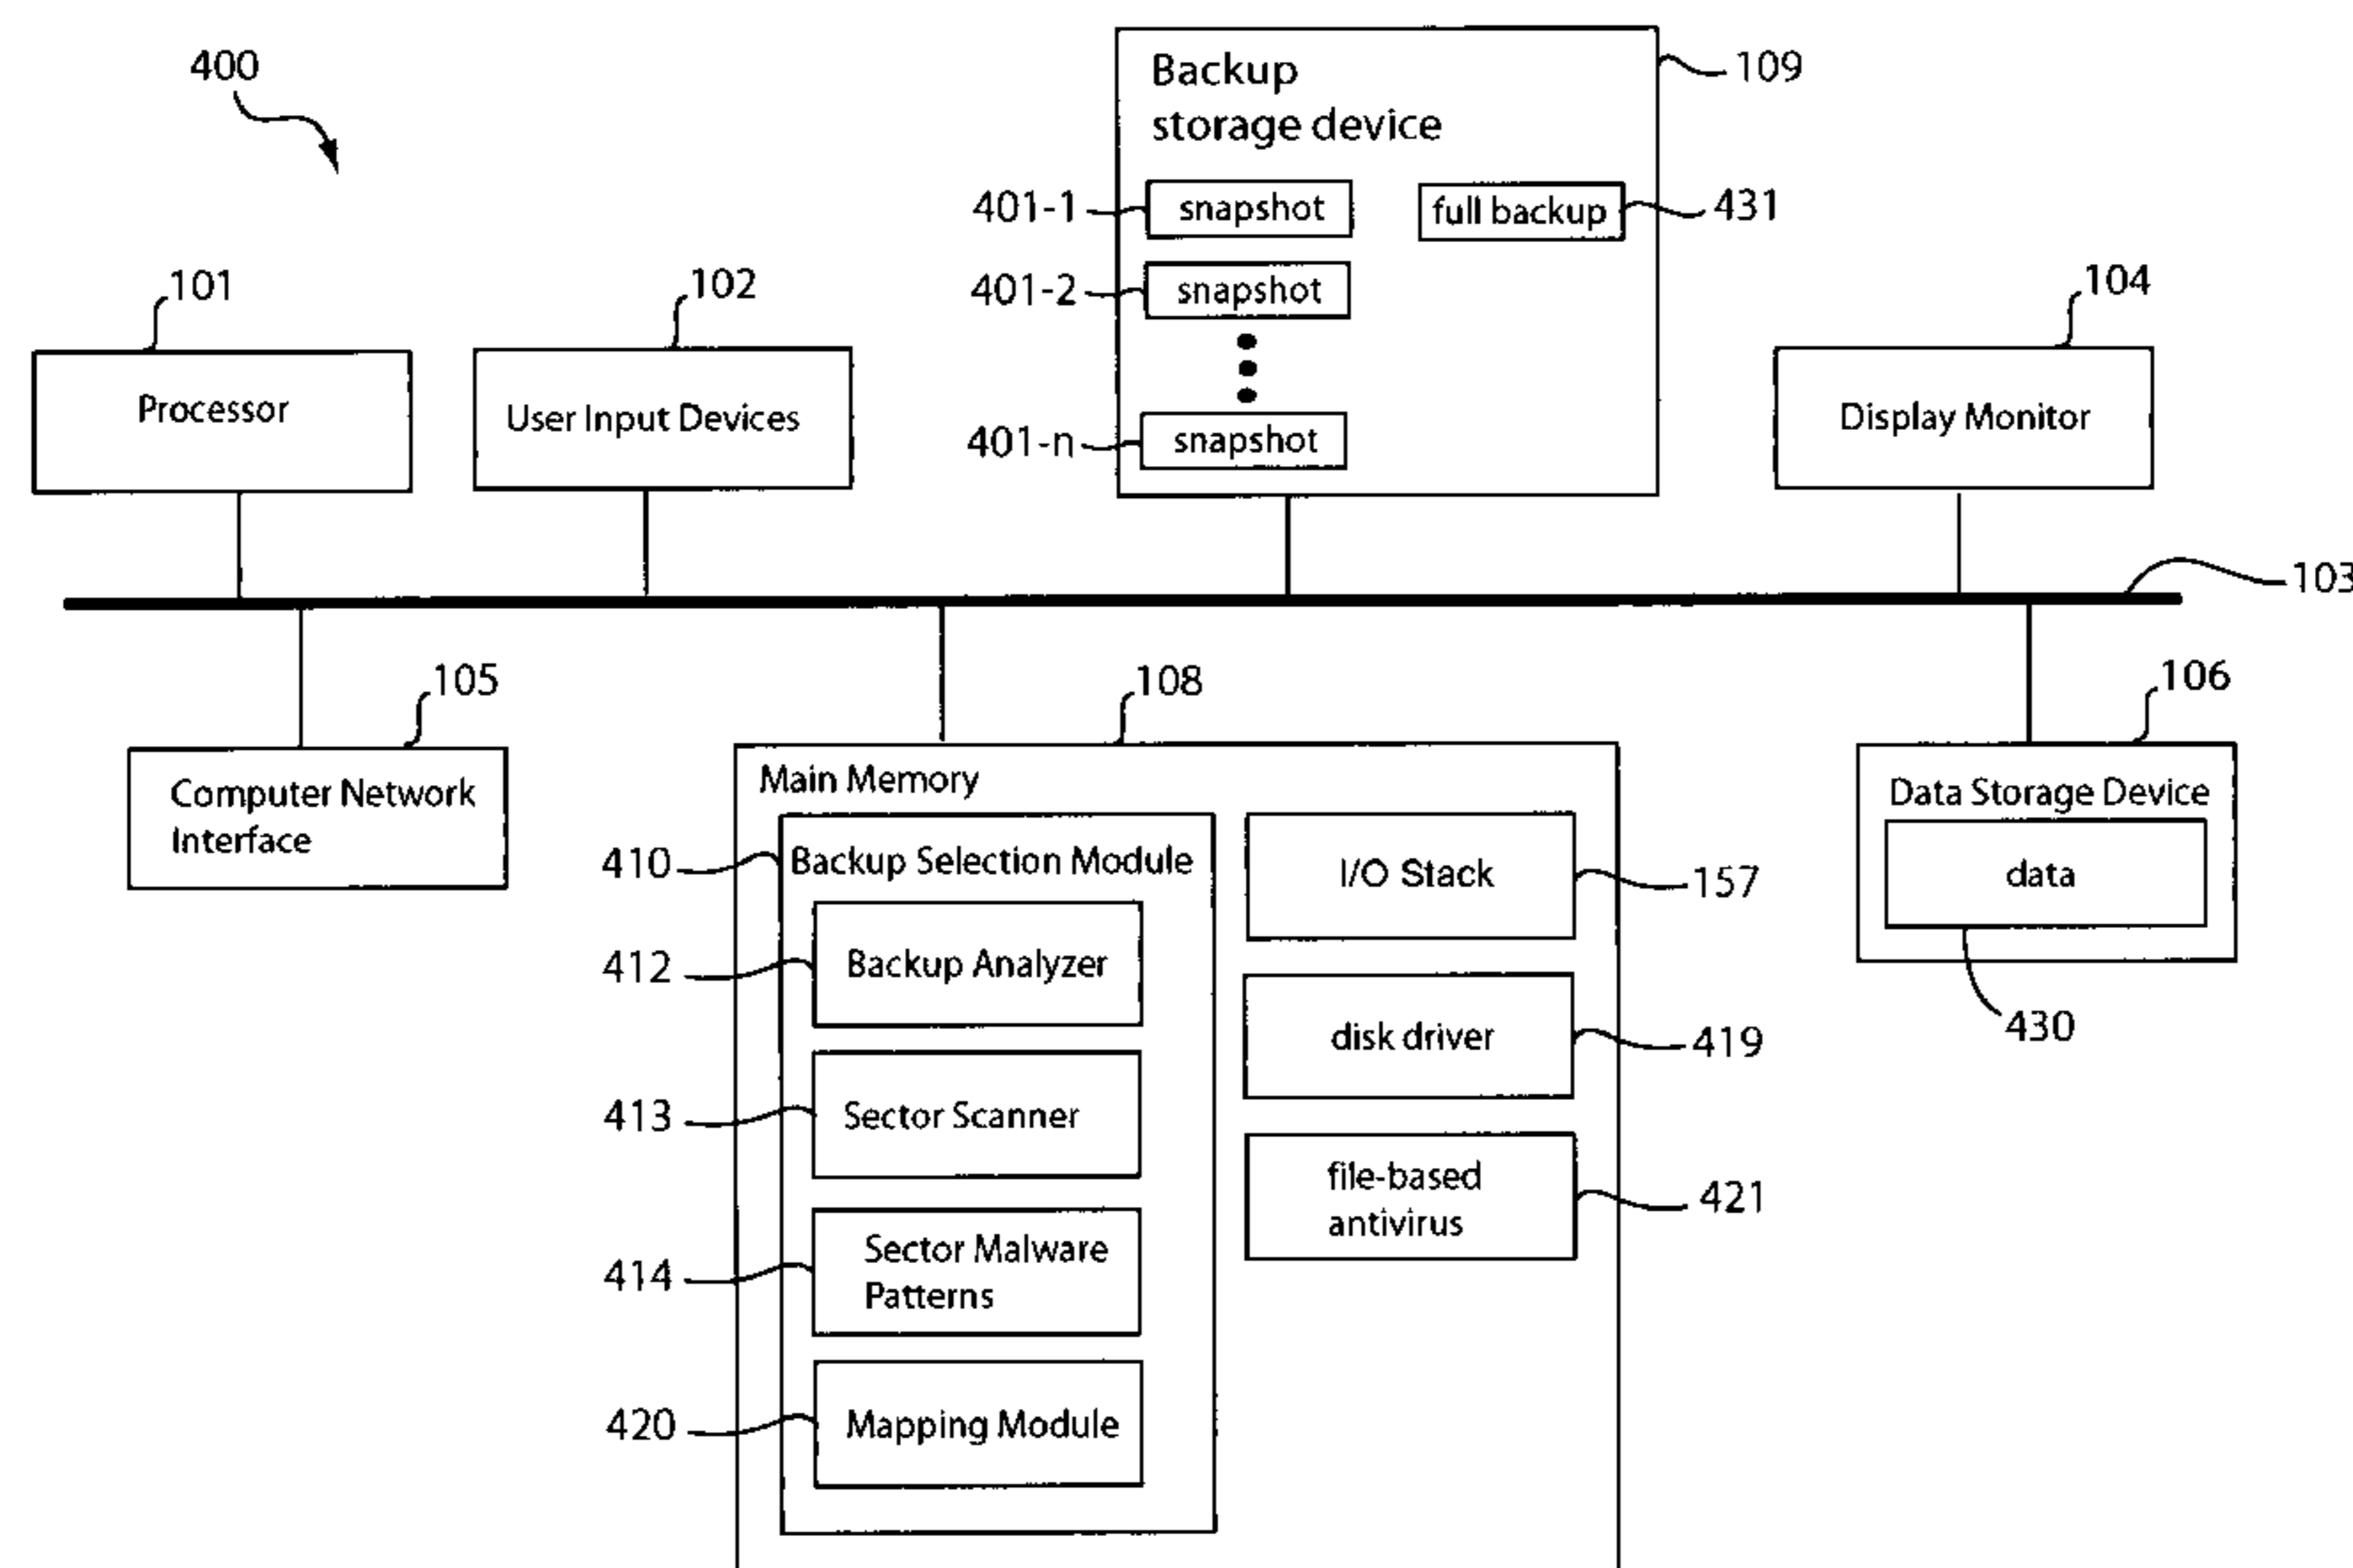 400
Backup
storage device
109
401-1
snapshot
full backup
431
401-2
snapshot
401-n
snapshot
101
Processor
102
User Input Devices
104
Display Monitor
103
105
Computer Network
Interface
108
Main Memory
410
Backup Selection Module
412
Backup Analyzer
413
Sector Scanner
414
Sector Malware
Patterns
420
Mapping Module
I/O Stack
157
disk driver
419
file-based
antivirus
421
106
Data Storage Device
data
430